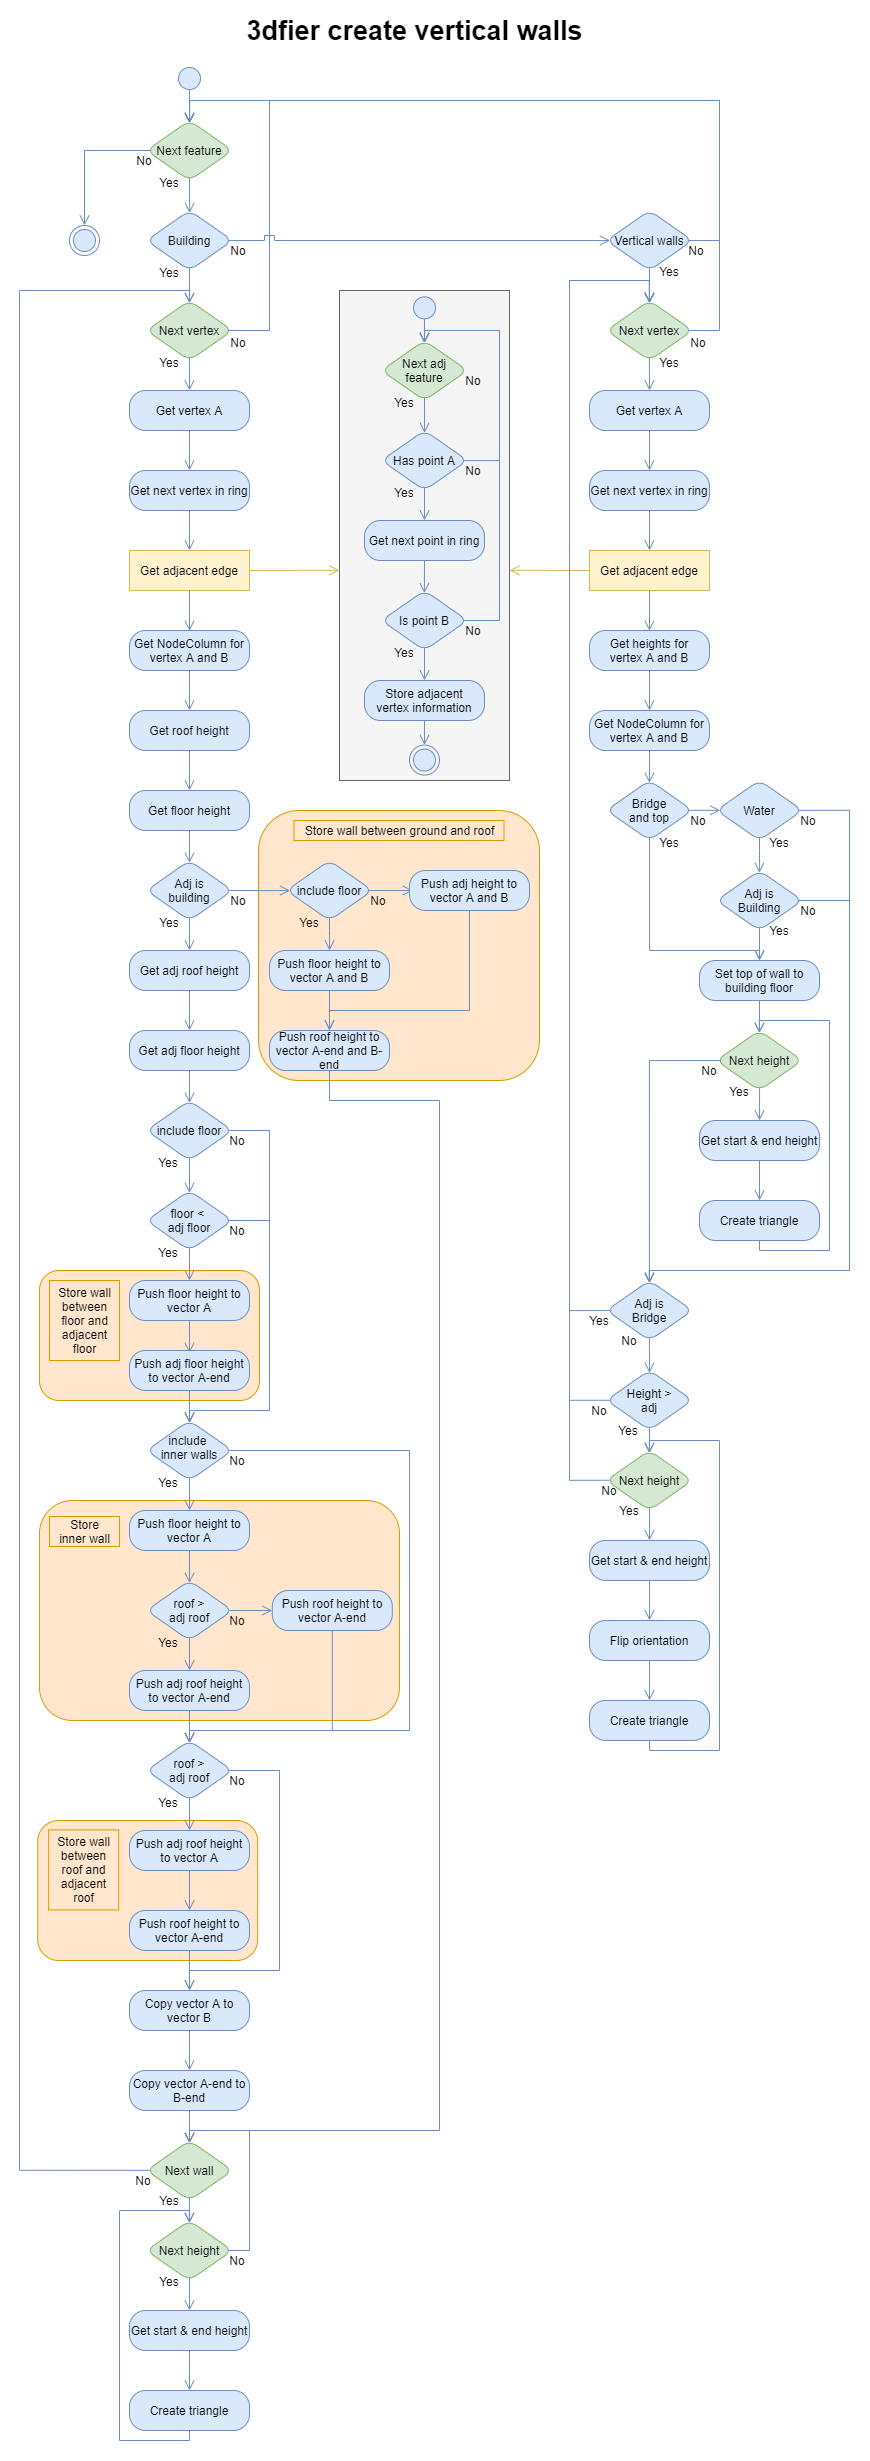 3dfier create vertical walls
Next feature
No
Yes
Building
No
Yes
Vertical walls
No
Yes
Next vertex
No
Yes
Get vertex A
Get next vertex in ring
Get adjacent edge
Get NodeColumn for
vertex A and B
Get roof height
Get floor height
Adj is
building
No
Yes
Get adj roof height
Get adj floor height
include floor
No
Yes
floor <
adj floor
No
Yes
Store wall
between
floor and
adjacent
floor
Push floor height to
vector A
Push adj floor height
to vector A-end
include
inner walls
No
Yes
Store
inner wall
Push floor height to
vector A
roof >
adj roof
No
Yes
Push roof height to
vector A-end
Push adj roof height
to vector A-end
roof >
adj roof
No
Yes
Store wall
between
roof and
adjacent
roof
Push adj roof height
to vector A
Push roof height to
vector A-end
Copy vector A to
vector B
Copy vector A-end to
B-end
Next wall
No
Yes
Next height
No
Yes
Get start & end height
Create triangle
Next adj
feature
No
Yes
Has point A
No
Yes
Get next point in ring
Is point B
No
Yes
Store adjacent
vertex information
Store wall between ground and roof
include floor
No
Yes
Push adj height to
vector A and B
Push floor height to
vector A and B
Push roof height to
vector A-end and B-
end
Next vertex
No
Yes
Get vertex A
Get next vertex in ring
Get adjacent edge
Get heights for
vertex A and B
Get NodeColumn for
vertex A and B
Bridge
and top
No
Yes
Water
No
Yes
Adj is
Building
No
Yes
Set top of wall to
building floor
Next height
No
Yes
Get start & end height
Create triangle
Adj is
Bridge
Yes
No
Height >
adj
No
Yes
Next height
No
Yes
Get start & end height
Flip orientation
Create triangle